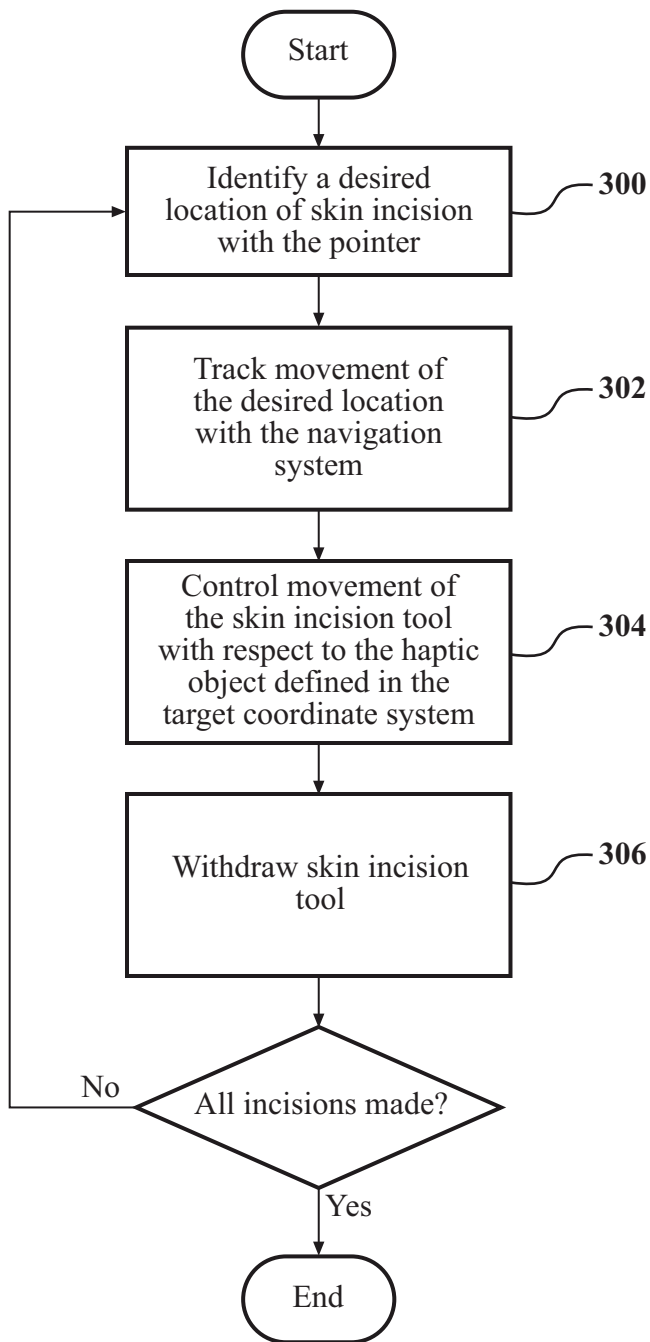 Start
Identify a desired
location of skin incision
with the pointer
300
Track movement of
the desired location
with the navigation
system
302
Control movement of
the skin incision tool
with respect to the haptic
object defined in the
target coordinate system
304
Withdraw skin incision
tool
306
All incisions made?
No
Yes
End